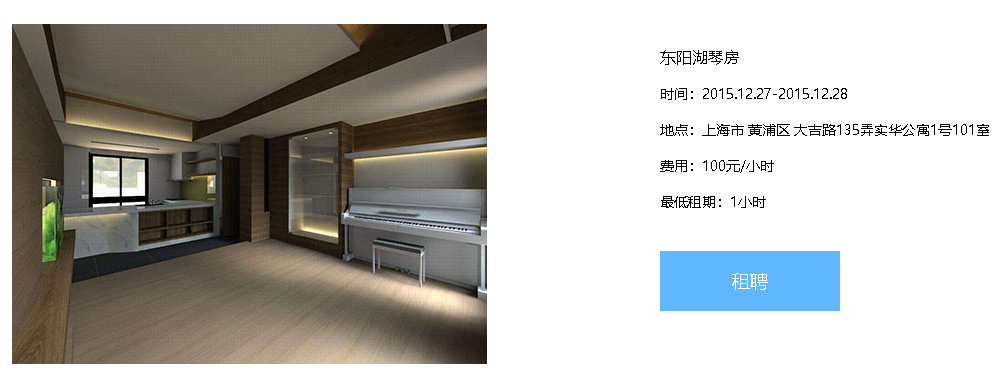 东阳湖琴房
时间：2015.12.27-2015.12.28
地点：上海市 黄浦区 大吉路135弄实华公寓1号101室
费用：100元/小时
最低租期：1小时
租聘